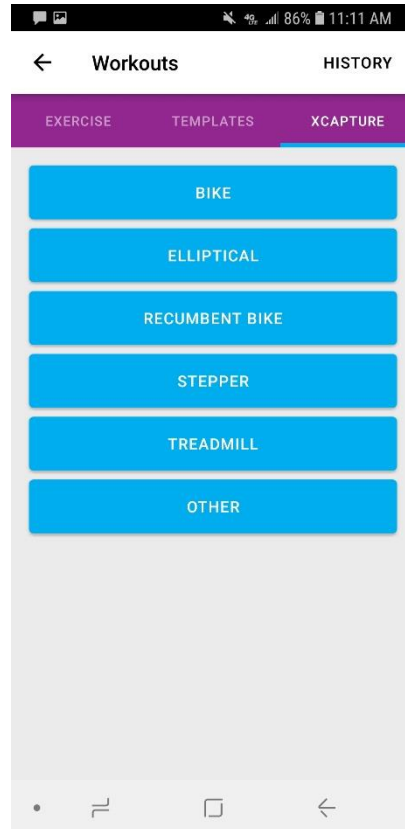 86% 11:11 AM
Workouts HISTORY
EXERCISE TEMPLATES XCAPTURE
BIKE
ELLIPTICAL
RECUMBENT BIKE
STEPPER
TREADMILL
OTHER